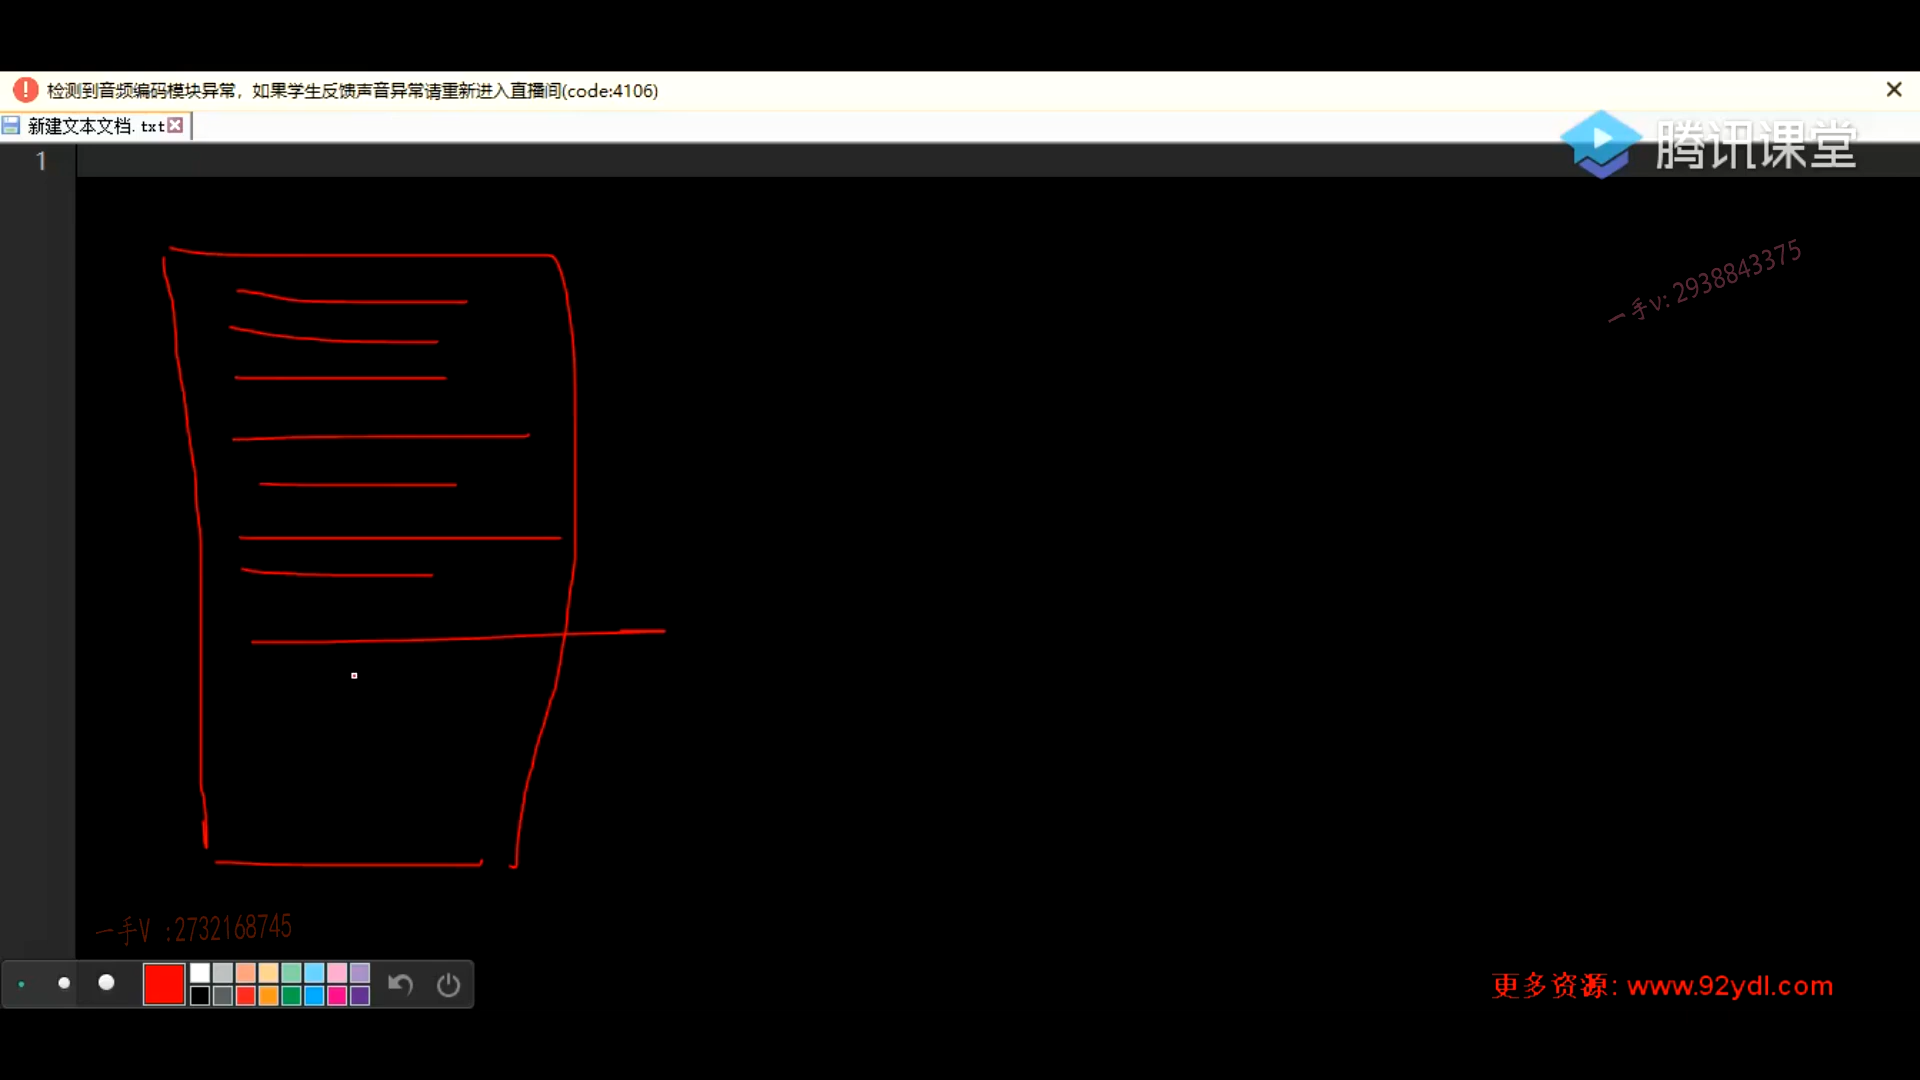 检测到音频编码模块异常，如果学生反馈声音异常请重新进入直播间(code:4106)
新建文本文档.txt
腾讯课堂
1
一手v:2938843375
一手V :2732168745
更多资源:www.92ydl.com